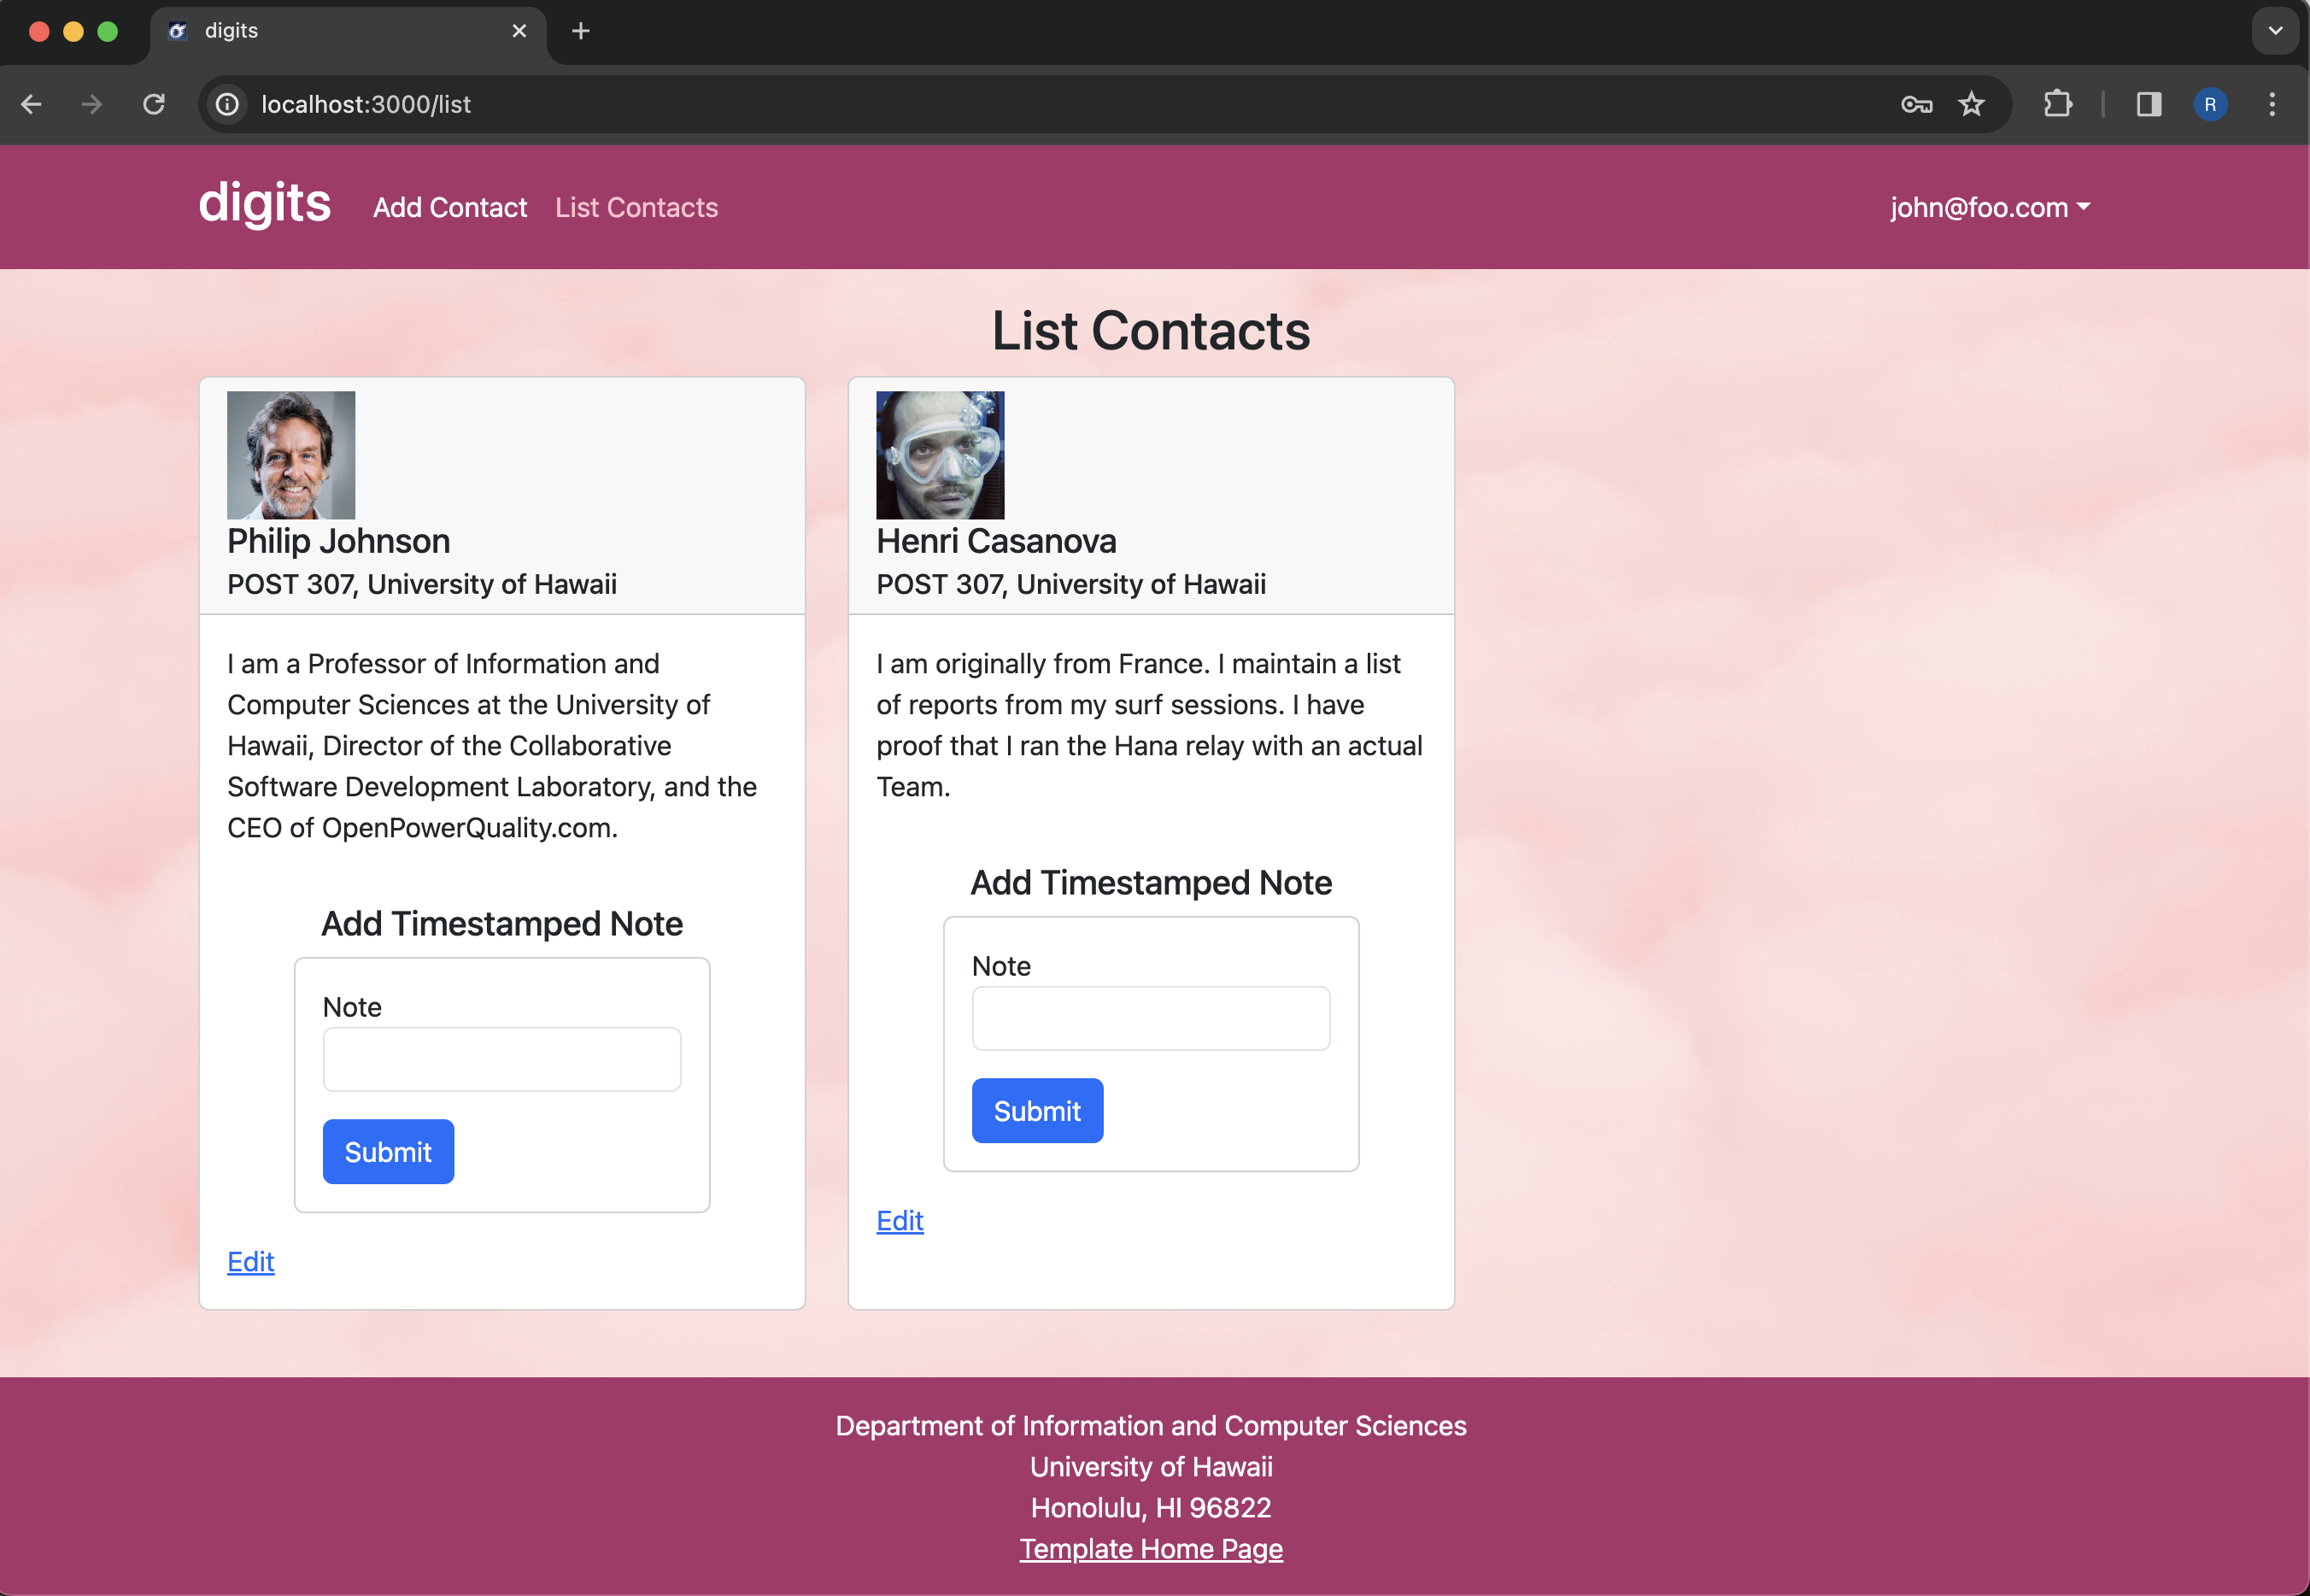 digits
localhost:3000/list
R
digits
Add Contact
List Contacts
john@foo.com
List Contacts
Philip Johnson
POST 307, University of Hawaii
I am a Professor of Information and
Computer Sciences at the University of
Hawaii, Director of the Collaborative
Software Development Laboratory, and the
CEO of OpenPowerQuality.com.
Add Timestamped Note
Note
Submit
Edit
Henri Casanova
POST 307, University of Hawaii
I am originally from France. I maintain a list
of reports from my surf sessions. I have
proof that I ran the Hana relay with an actual
Team.
Add Timestamped Note
Note
Submit
Edit
Department of Information and Computer Sciences
University of Hawaii
Honolulu, HI 96822
Template Home Page